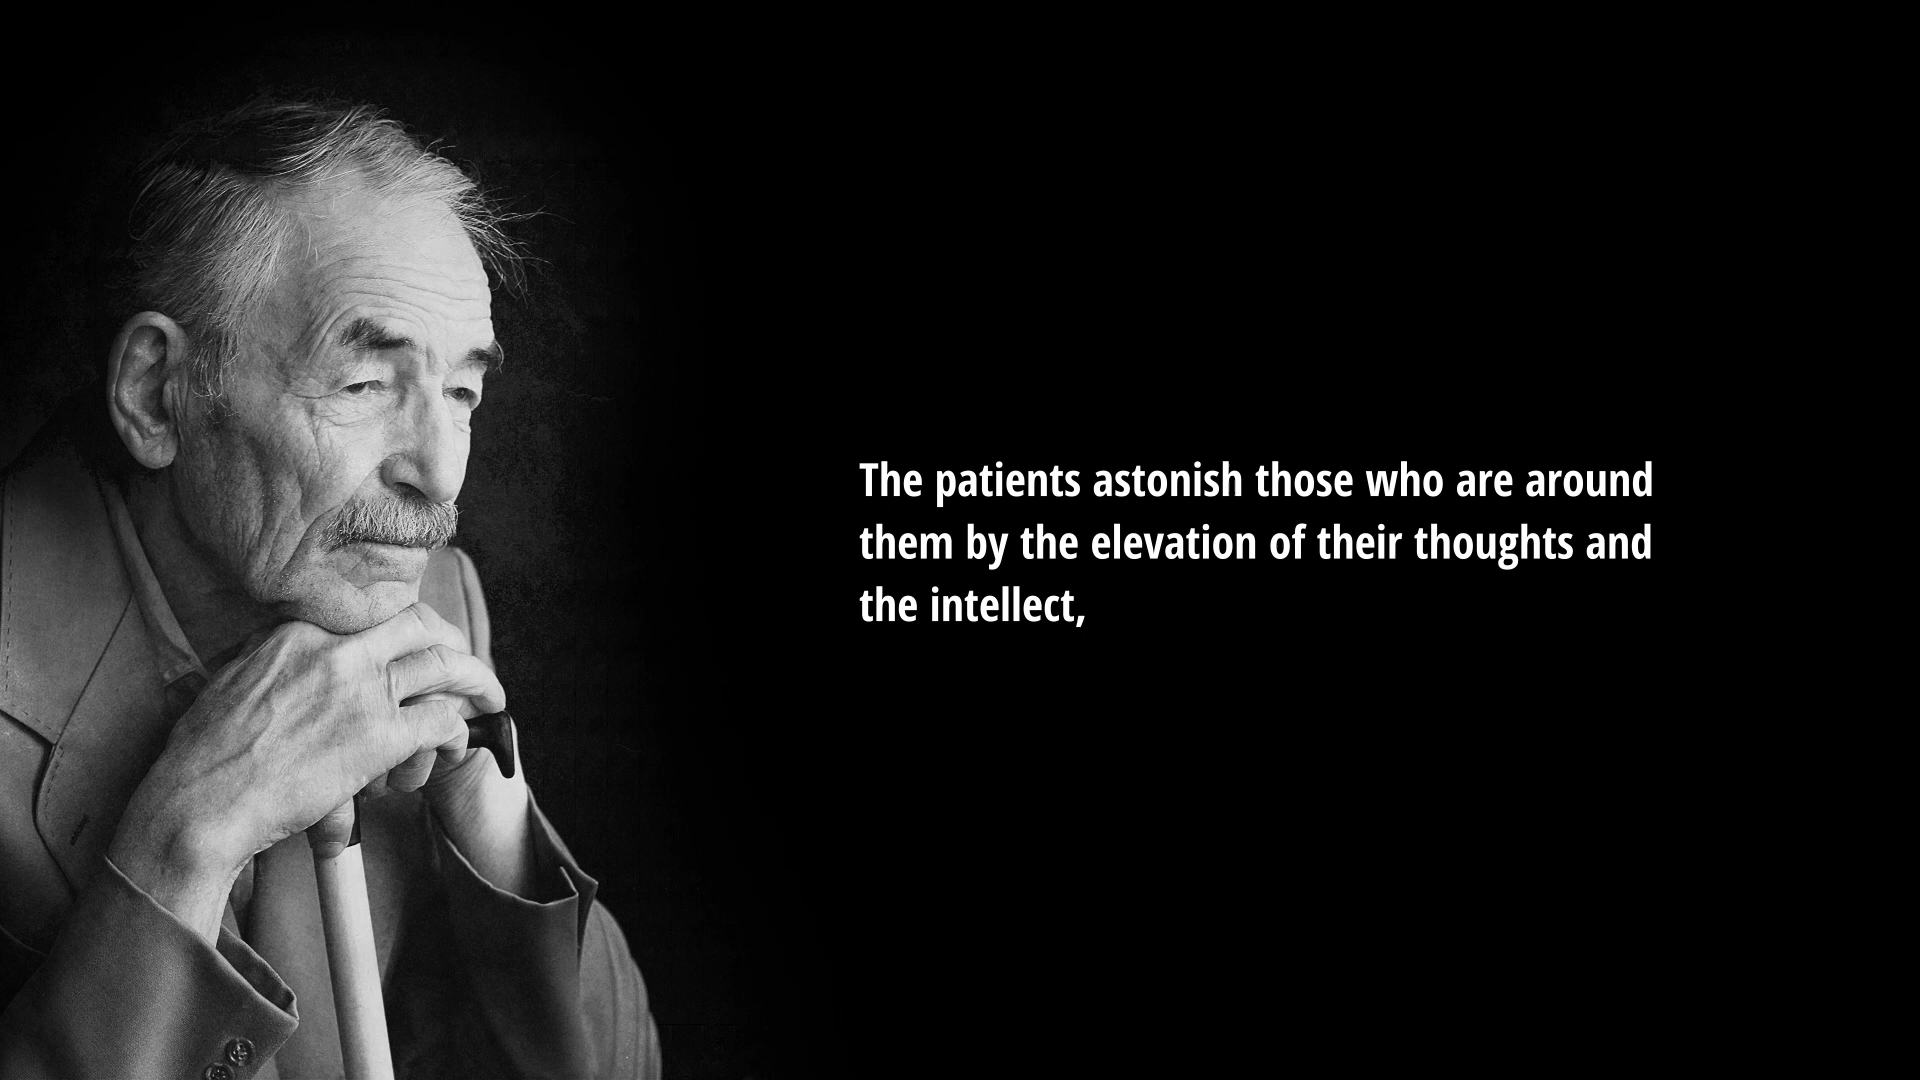 The patients astonish those who are around
them by the elevation of their thoughts and
the intellect,